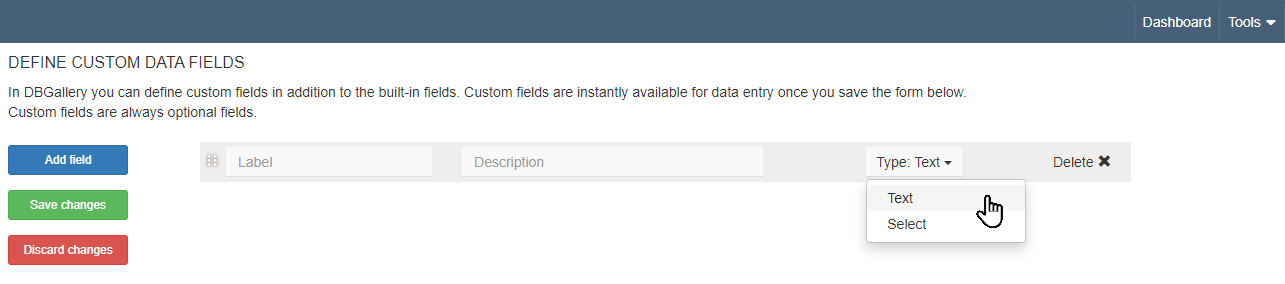 Dashboard Tools
DEFINE CUSTOM DATA FIELDS
In DBGallery you can define custom fields in addition to the built-in fields. Custom fields are instantly available for data entry once you save the form below.
Custom fields are always optional fields.
Add field
Label Description Type: Text Delete
Text
Save changes
Select
Discard changes